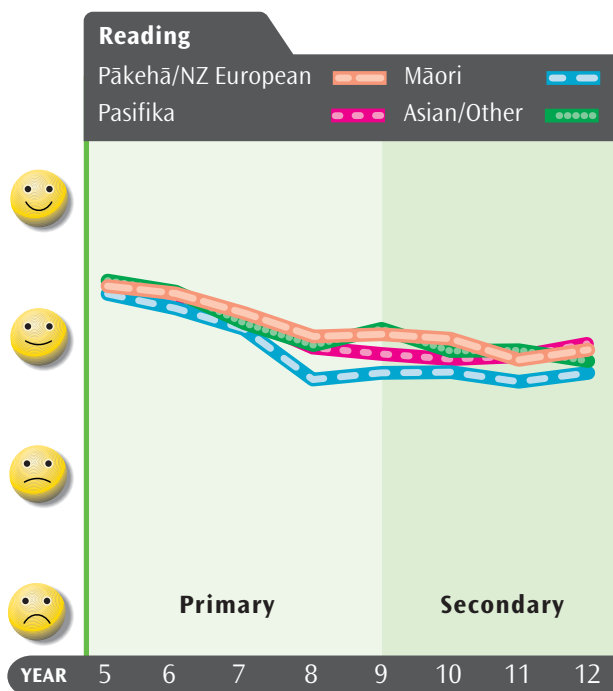 Reading
Pākehā/NZ European Māori
Pasifika Asian/Other
Primary Secondary
YEAR 5 6 7 8 9 10 11 12